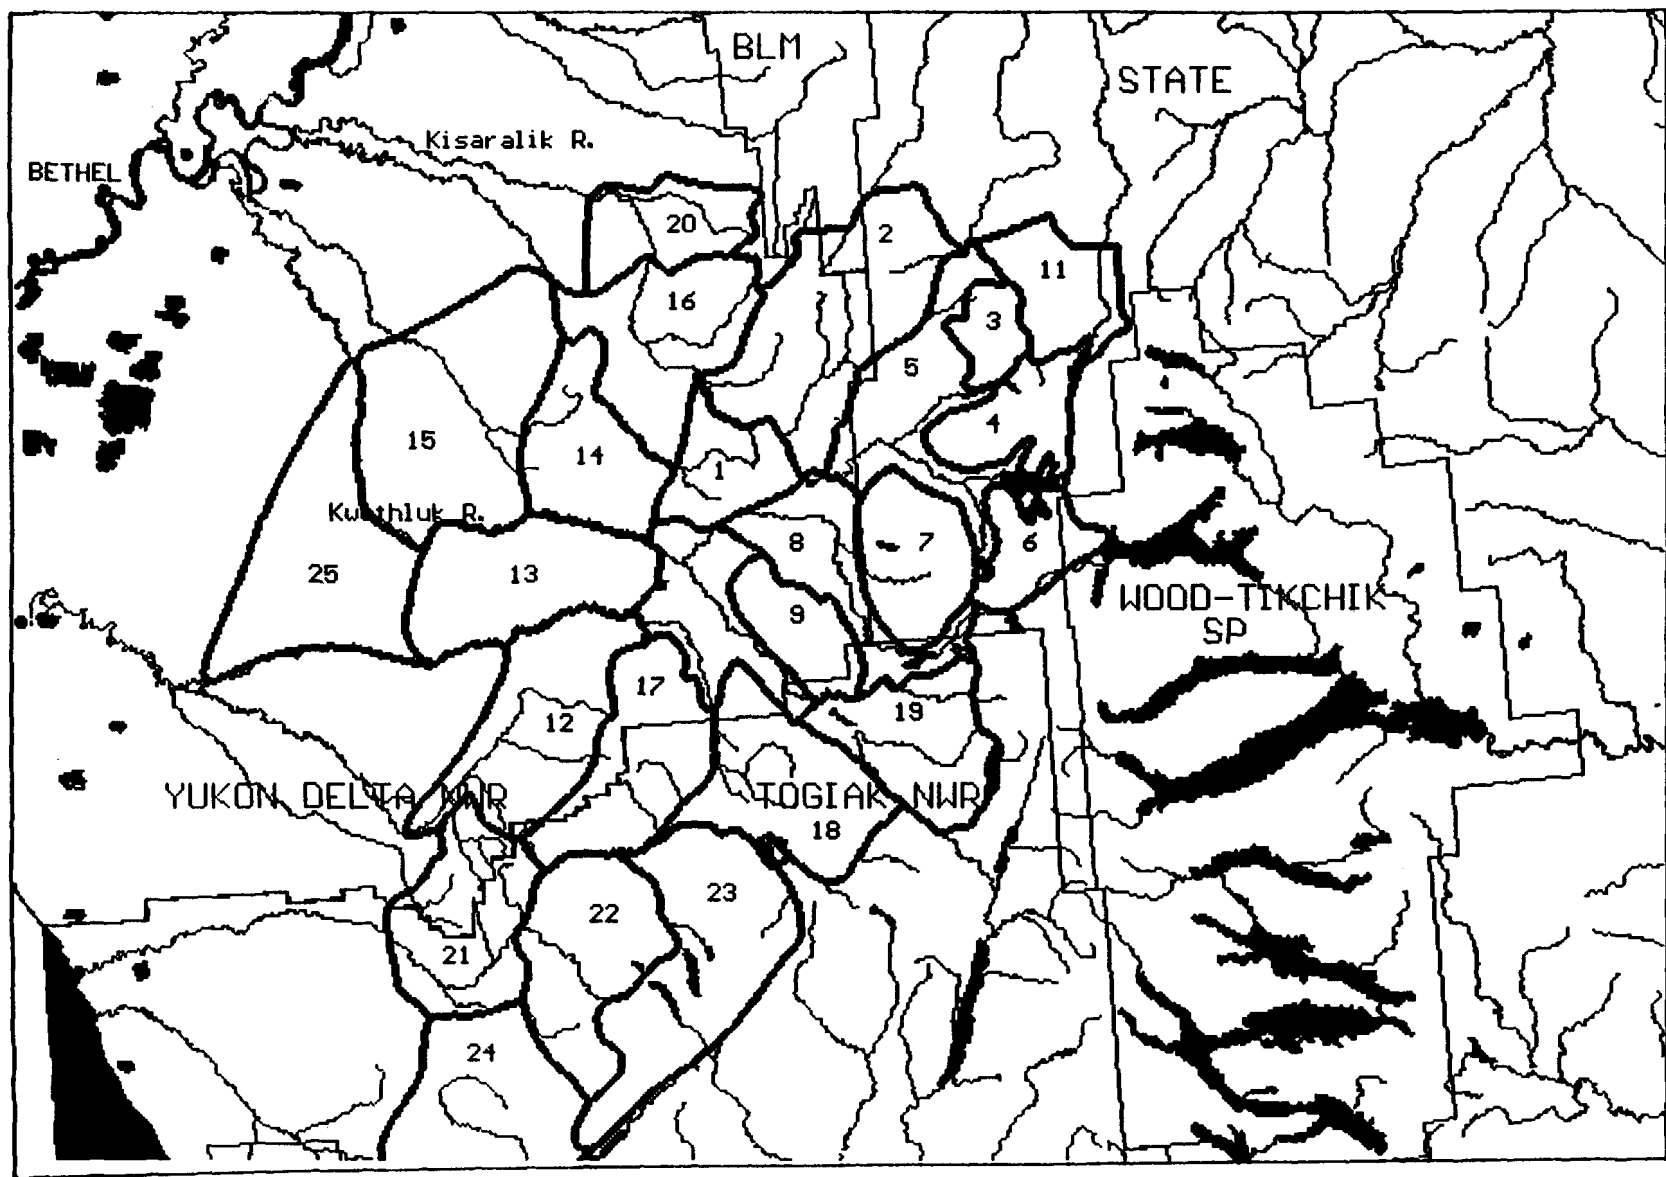 BLM
STATE
Kisaralik R.
BETHEL
20
2
11
16
3
5
4
15
14
1
Kwethluk R.
8
7
6
25
13
9
WOOD-TIKCHIK
SP
17
12
19
YUKON DELTA NWR
TOGIAK NWR
18
23
22
21
24